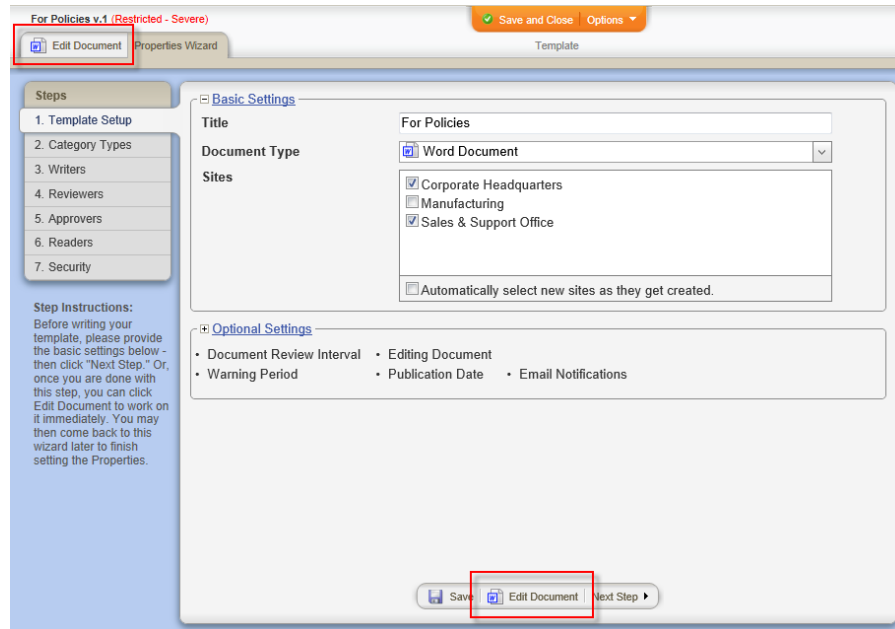 For Policies v.1 (Restricted - Severe)
Save and Close Options
Edit Document Properties Wizard
Template
Steps
1. Template Setup
2. Category Types
3. Writers
4. Reviewers
5. Approvers
6. Readers
7. Security
Step Instructions:
Before writing your
template, please provide
the basic settings below -
then click "Next Step." Or,
once you are done with
this step, you can click
Edit Document to work on
it immediately. You may
then come back to this
wizard later to finish
setting the Properties.
Basic Settings
Title For Policies
Document Type Word Document
Sites
Corporate Headquarters
Manufacturing
Sales & Support Office
Automatically select new sites as they get created.
Optional Settings
• Document Review Interval • Editing Document
• Warning Period • Publication Date • Email Notifications
Save Edit Document Next Step